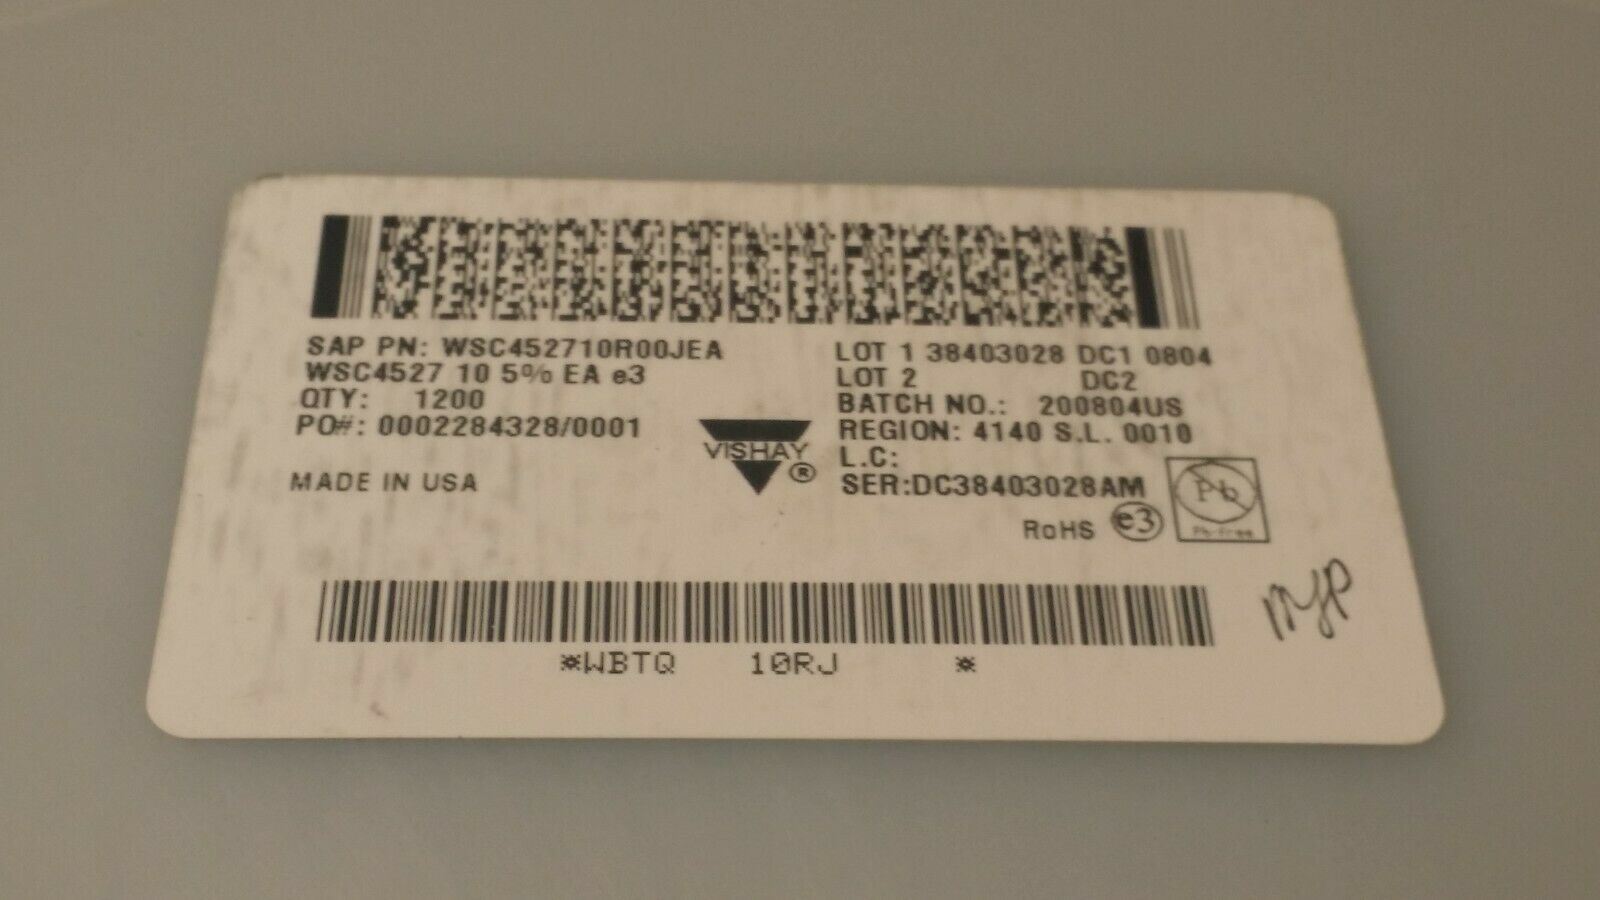 SAP PN: WSC452710R00JEA
WSC4527 10 5% EA e3
QTY: 1200
PO#: 0002284328/0001
MADE IN USA
VISHAY ®
LOT 1 38403028 DC1 0804
LOT 2 DC2
BATCH NO.: 200804US
REGION: 4140 S.L. 0010
L.C:
SER:DC38403028AM
RoHS e3
Pb
Pb-free
*WBTQ 10RJ *